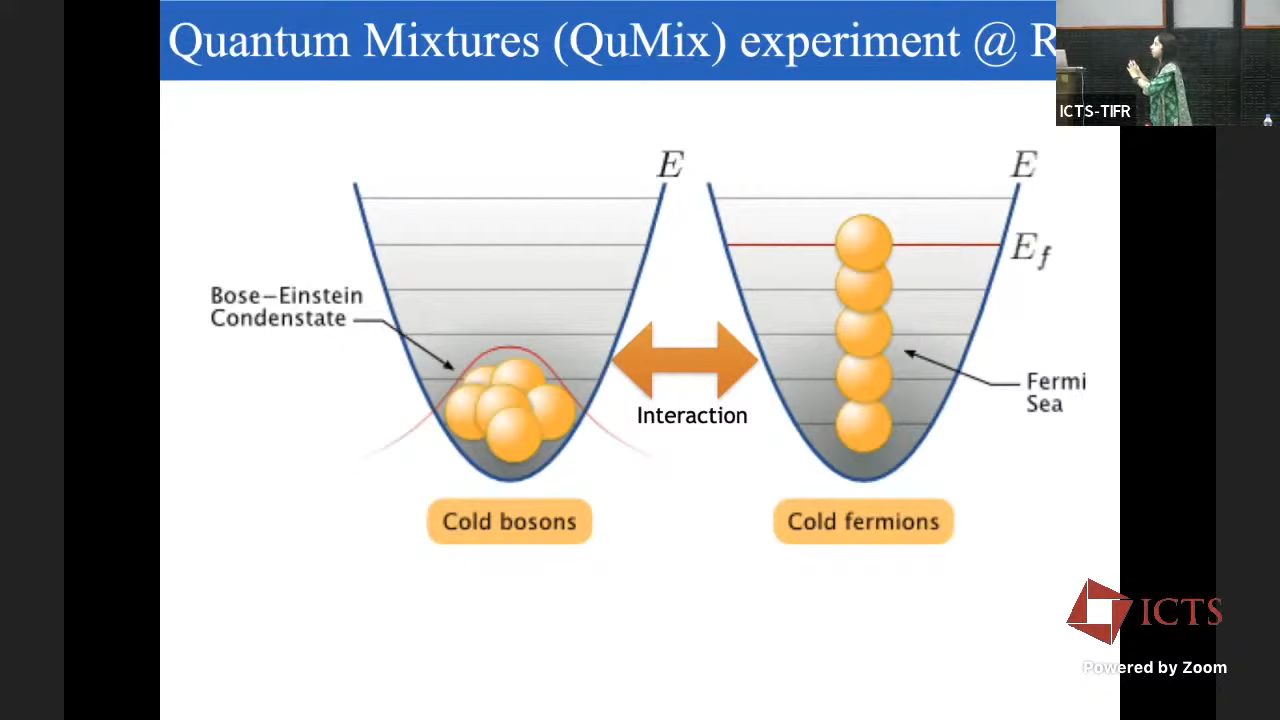 Quantum Mixtures (QuMix) experiment @ R
ICTS-TIFR
E
E
E_f
Bose-Einstein
Condenstate
Interaction
Fermi
Sea
Cold bosons
Cold fermions
ICTS
Powered by Zoom